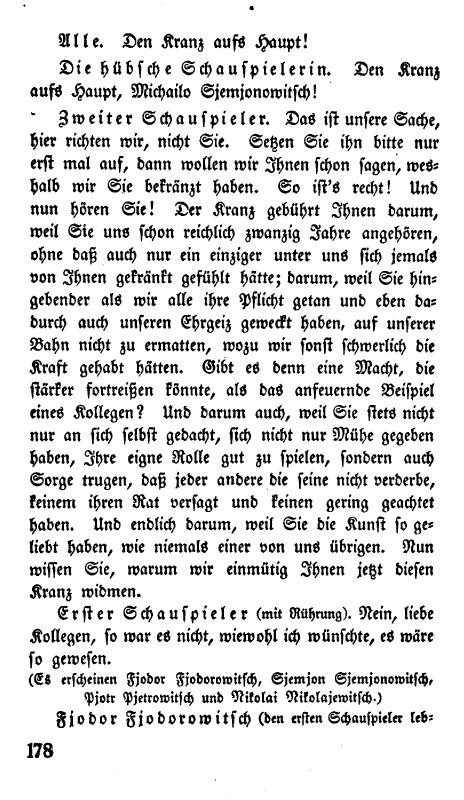 Alle. Den Kranz aufs Haupt!
Die hübsche Schauspielerin. Den Kranz
aufs Haupt, Michailo Sjemjonowitsch!
Zweiter Schauspieler. Das ist unsere Sache,
hier richten wir, nicht Sie. Setzen Sie ihn bitte nur
erst mal auf, dann wollen wir Ihnen schon sagen, wes-
halb wir Sie bekränzt haben. So ist's recht! Und
nun hören Sie! Der Kranz gebührt Ihnen darum,
weil Sie uns schon reichlich zwanzig Jahre angehören,
ohne daß auch nur ein einziger unter uns sich jemals
von Ihnen gekränkt gefühlt hätte; darum, weil Sie hin-
gebender als wir alle ihre Pflicht getan und eben da-
durch auch unseren Ehrgeiz geweckt haben, auf unserer
Bahn nicht zu ermatten, wozu wir sonst schwerlich die
Kraft gehabt hätten. Gibt es denn eine Macht, die
stärker fortreißen könnte, als das anfeuernde Beispiel
eines Kollegen? Und darum auch, weil Sie stets nicht
nur an sich selbst gedacht, sich nicht nur Mühe gegeben
haben, Ihre eigne Rolle gut zu spielen, sondern auch
Sorge trugen, daß jeder andere die seine nicht verderbe,
keinem ihren Rat versagt und keinen gering geachtet
haben. Und endlich darum, weil Sie die Kunst so ge-
liebt haben, wie niemals einer von uns übrigen. Nun
wissen Sie, warum wir einmütig Ihnen jetzt diesen
Kranz widmen.
Erster Schauspieler (mit Rührung). Nein, liebe
Kollegen, so war es nicht, wiewohl ich wünschte, es wäre
so gewesen.
(Es erscheinen Fjodor Fjodorowitsch, Sjemjon Sjemjonowitsch,
Pjotr Pjetrowitsch und Nikolai Nikolajewitsch.)
Fjodor Fjodorowitsch (den ersten Schauspieler leb-
178